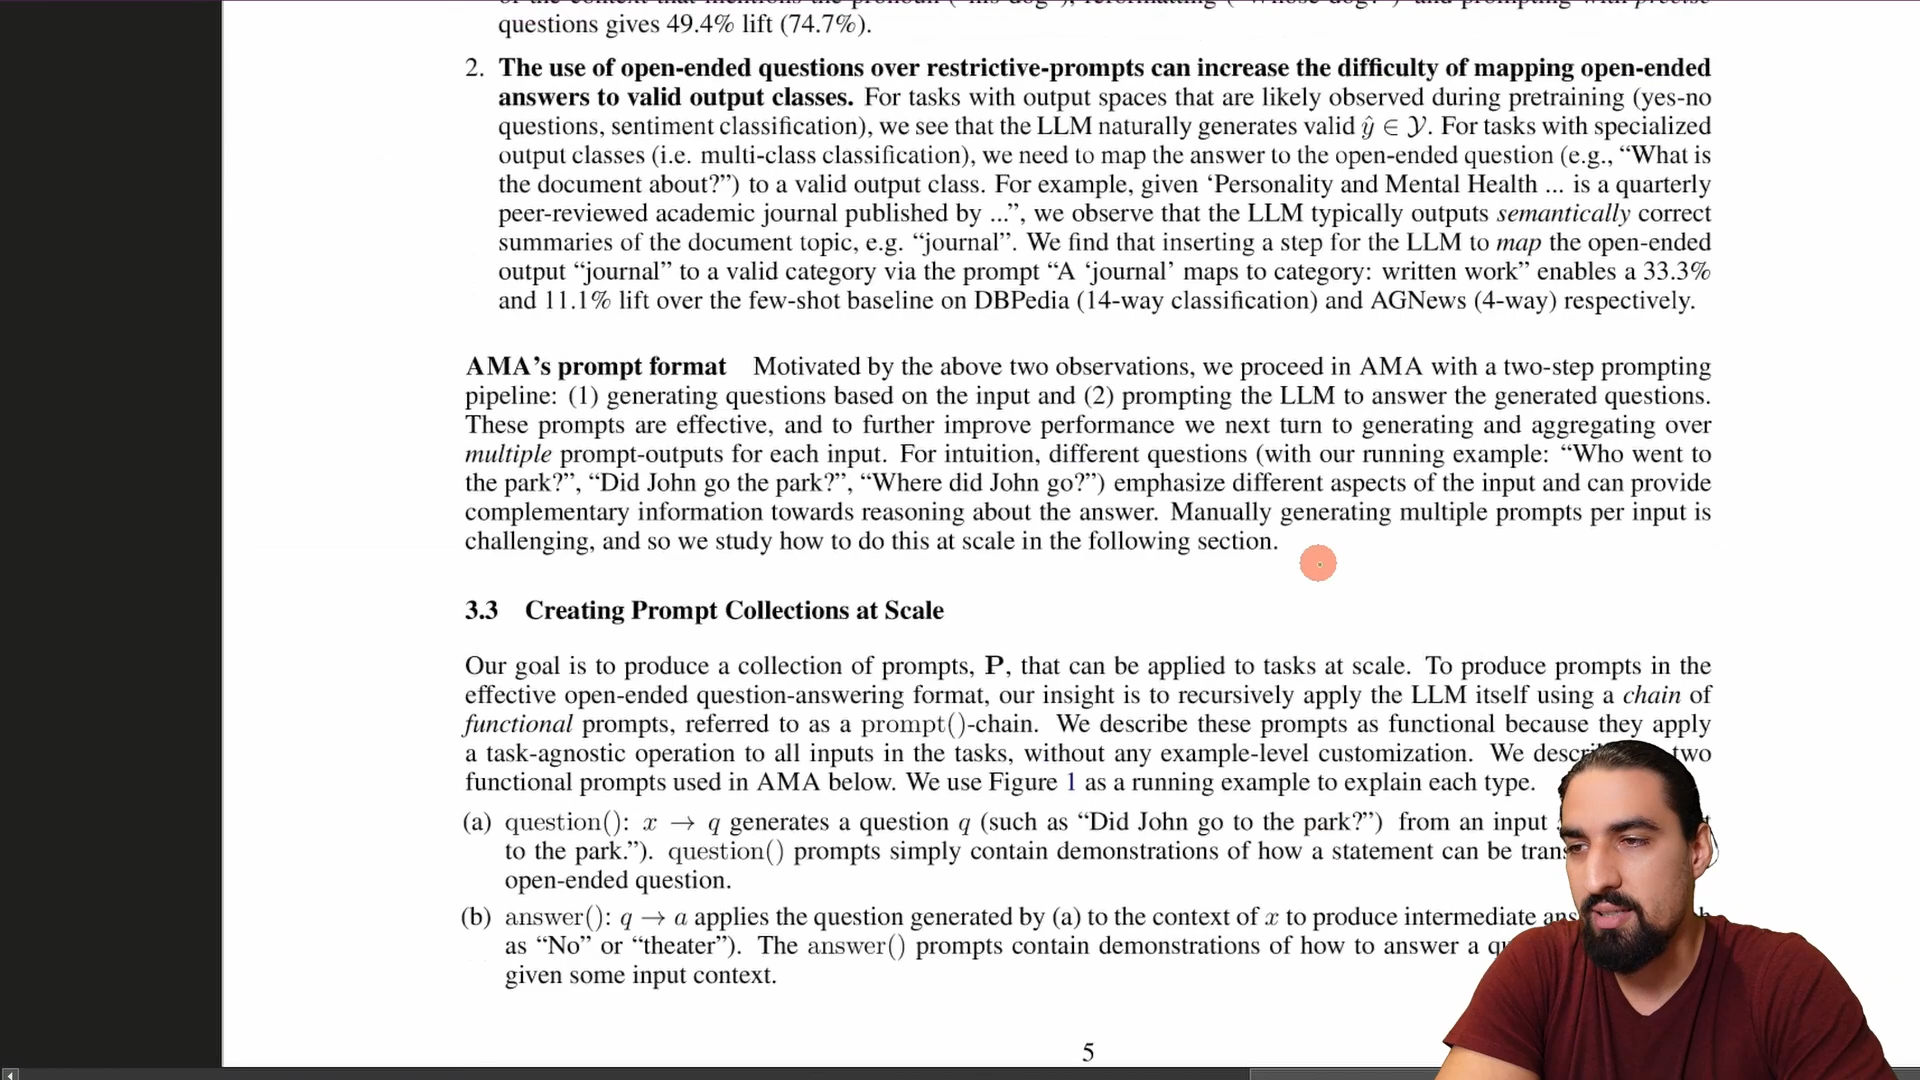 questions gives 49.4% lift (74.7%).
2. The use of open-ended questions over restrictive-prompts can increase the difficulty of mapping open-ended
answers to valid output classes. For tasks with output spaces that are likely observed during pretraining (yes-no
questions, sentiment classification), we see that the LLM naturally generates valid ŷ ∈ 𝒴. For tasks with specialized
output classes (i.e. multi-class classification), we need to map the answer to the open-ended question (e.g., “What is
the document about?”) to a valid output class. For example, given ‘Personality and Mental Health ... is a quarterly
peer-reviewed academic journal published by ...”, we observe that the LLM typically outputs semantically correct
summaries of the document topic, e.g. “journal”. We find that inserting a step for the LLM to map the open-ended
output “journal” to a valid category via the prompt “A ‘journal’ maps to category: written work” enables a 33.3%
and 11.1% lift over the few-shot baseline on DBPedia (14-way classification) and AGNews (4-way) respectively.
AMA’s prompt format Motivated by the above two observations, we proceed in AMA with a two-step prompting
pipeline: (1) generating questions based on the input and (2) prompting the LLM to answer the generated questions.
These prompts are effective, and to further improve performance we next turn to generating and aggregating over
multiple prompt-outputs for each input. For intuition, different questions (with our running example: “Who went to
the park?”, “Did John go the park?”, “Where did John go?”) emphasize different aspects of the input and can provide
complementary information towards reasoning about the answer. Manually generating multiple prompts per input is
challenging, and so we study how to do this at scale in the following section.
3.3 Creating Prompt Collections at Scale
Our goal is to produce a collection of prompts, P, that can be applied to tasks at scale. To produce prompts in the
effective open-ended question-answering format, our insight is to recursively apply the LLM itself using a chain of
functional prompts, referred to as a prompt()-chain. We describe these prompts as functional because they apply
a task-agnostic operation to all inputs in the tasks, without any example-level customization. We two
functional prompts used in AMA below. We use Figure 1 as a running example to explain each type.
(a) question(): x → q generates a question q (such as “Did John go to the park?”) from an input
to the park.”). question() prompts simply contain demonstrations of how a statement can be
open-ended question.
(b) answer(): q → a applies the question generated by (a) to the context of x to produce intermediate
as “No” or “theater”). The answer() prompts contain demonstrations of how to answer a
given some input context.
5